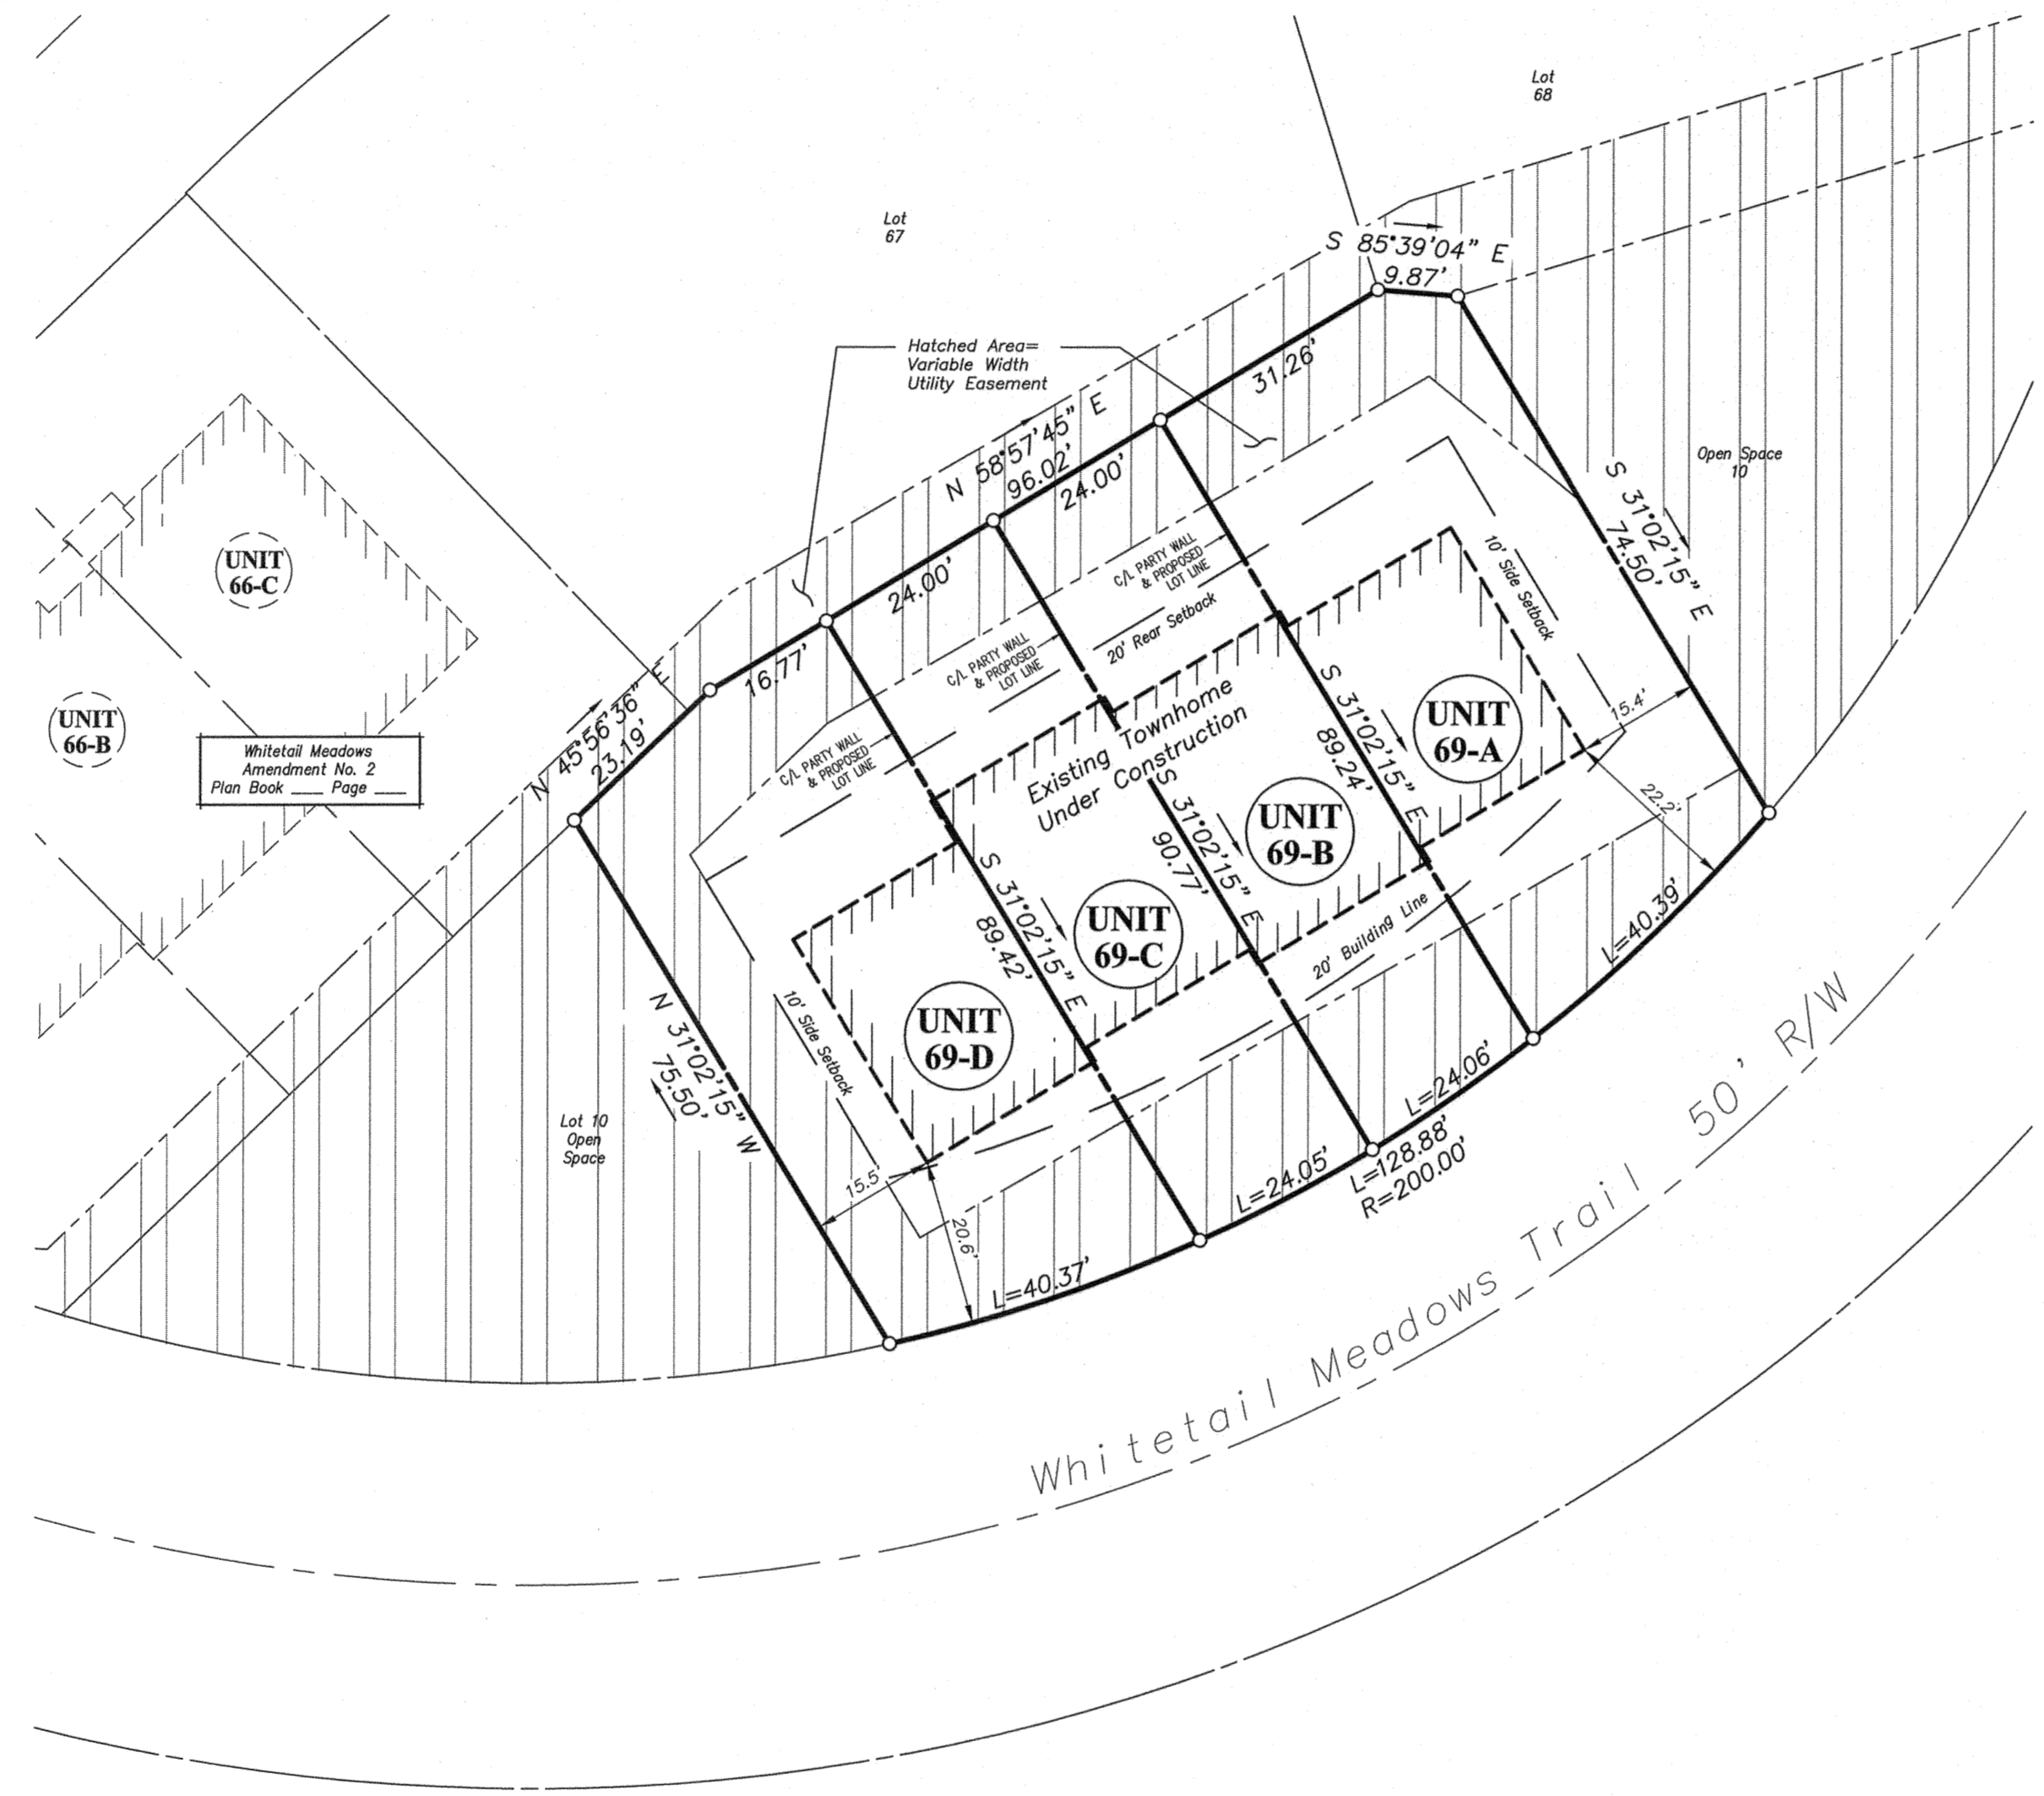 Lot
68
Lot
67
S 85°39'04" E
9.87'
Hatched Area=
Variable Width
Utility Easement
31.26'
N 58°57'45" E
96.02'
24.00'
24.00'
16.77'
Open Space
10
S 31°02'15" E
74.50'
C/L PARTY WALL
& PROPOSED
LOT LINE
C/L PARTY WALL
& PROPOSED
LOT LINE
C/L PARTY WALL
& PROPOSED
LOT LINE
20' Rear Setback
10' Side Setback
UNIT
66-C
UNIT
66-B
Whitetail Meadows
Amendment No. 2
Plan Book ____ Page ____
N 45°56'36" E
23.19'
Existing Townhome
Under Construction
S 31°02'15" E
89.24'
UNIT
69-A
15.4'
22.2'
S 31°02'15" E
90.77'
UNIT
69-B
S 31°02'15" E
89.42'
UNIT
69-C
20' Building Line
L=40.39'
UNIT
69-D
10' Side Setback
N 31°02'15" W
75.50'
Lot 10
Open
Space
15.5'
20.6'
L=40.37'
L=24.05'
L=24.06'
L=128.88'
R=200.00'
Whitetail Meadows Trail 50' R/W